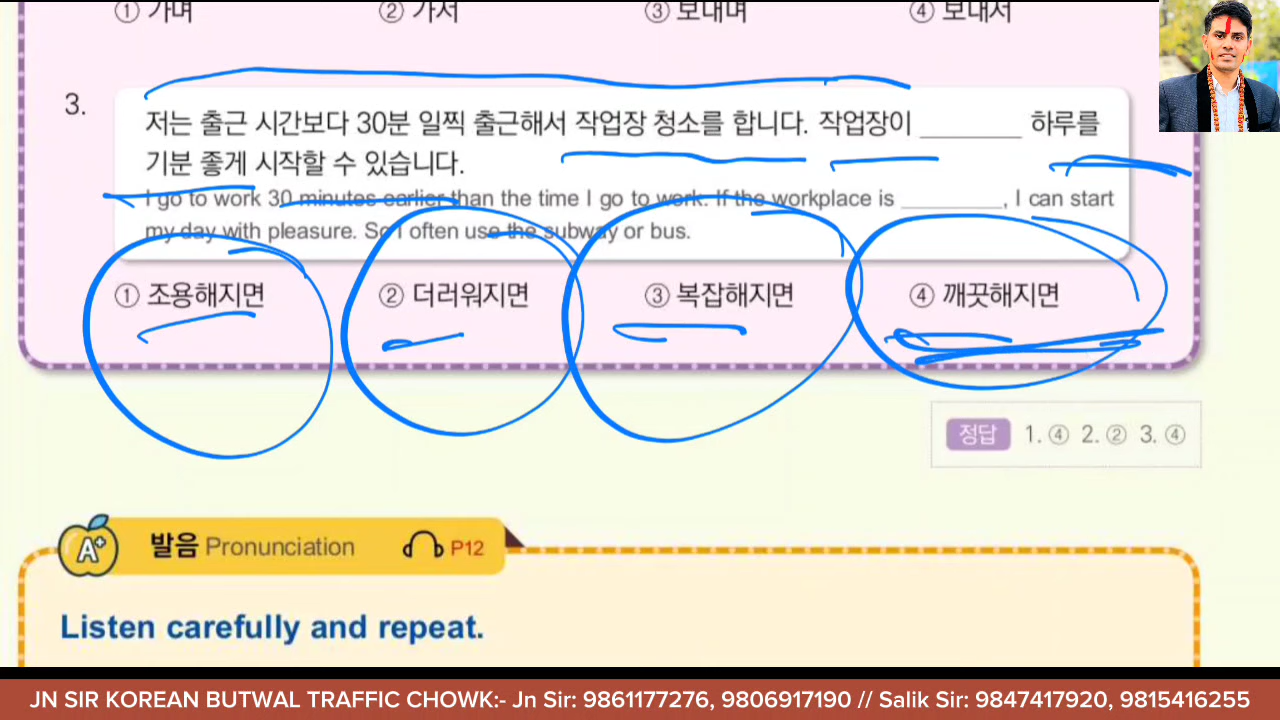 ① 가며 ② 가서 ③ 보내며 ④ 보내서
3.
저는 출근 시간보다 30분 일찍 출근해서 작업장 청소를 합니다. 작업장이 ________ 하루를
기분 좋게 시작할 수 있습니다.
I go to work 30 minutes earlier than the time I go to work. If the workplace is ________, I can start
my day with pleasure. So I often use the subway or bus.
① 조용해지면 ② 더러워지면 ③ 복잡해지면 ④ 깨끗해지면
정답 1. ④ 2. ② 3. ④
A+ 발음 Pronunciation P12
Listen carefully and repeat.
JN SIR KOREAN BUTWAL TRAFFIC CHOWK:- Jn Sir: 9861177276, 9806917190 // Salik Sir: 9847417920, 9815416255